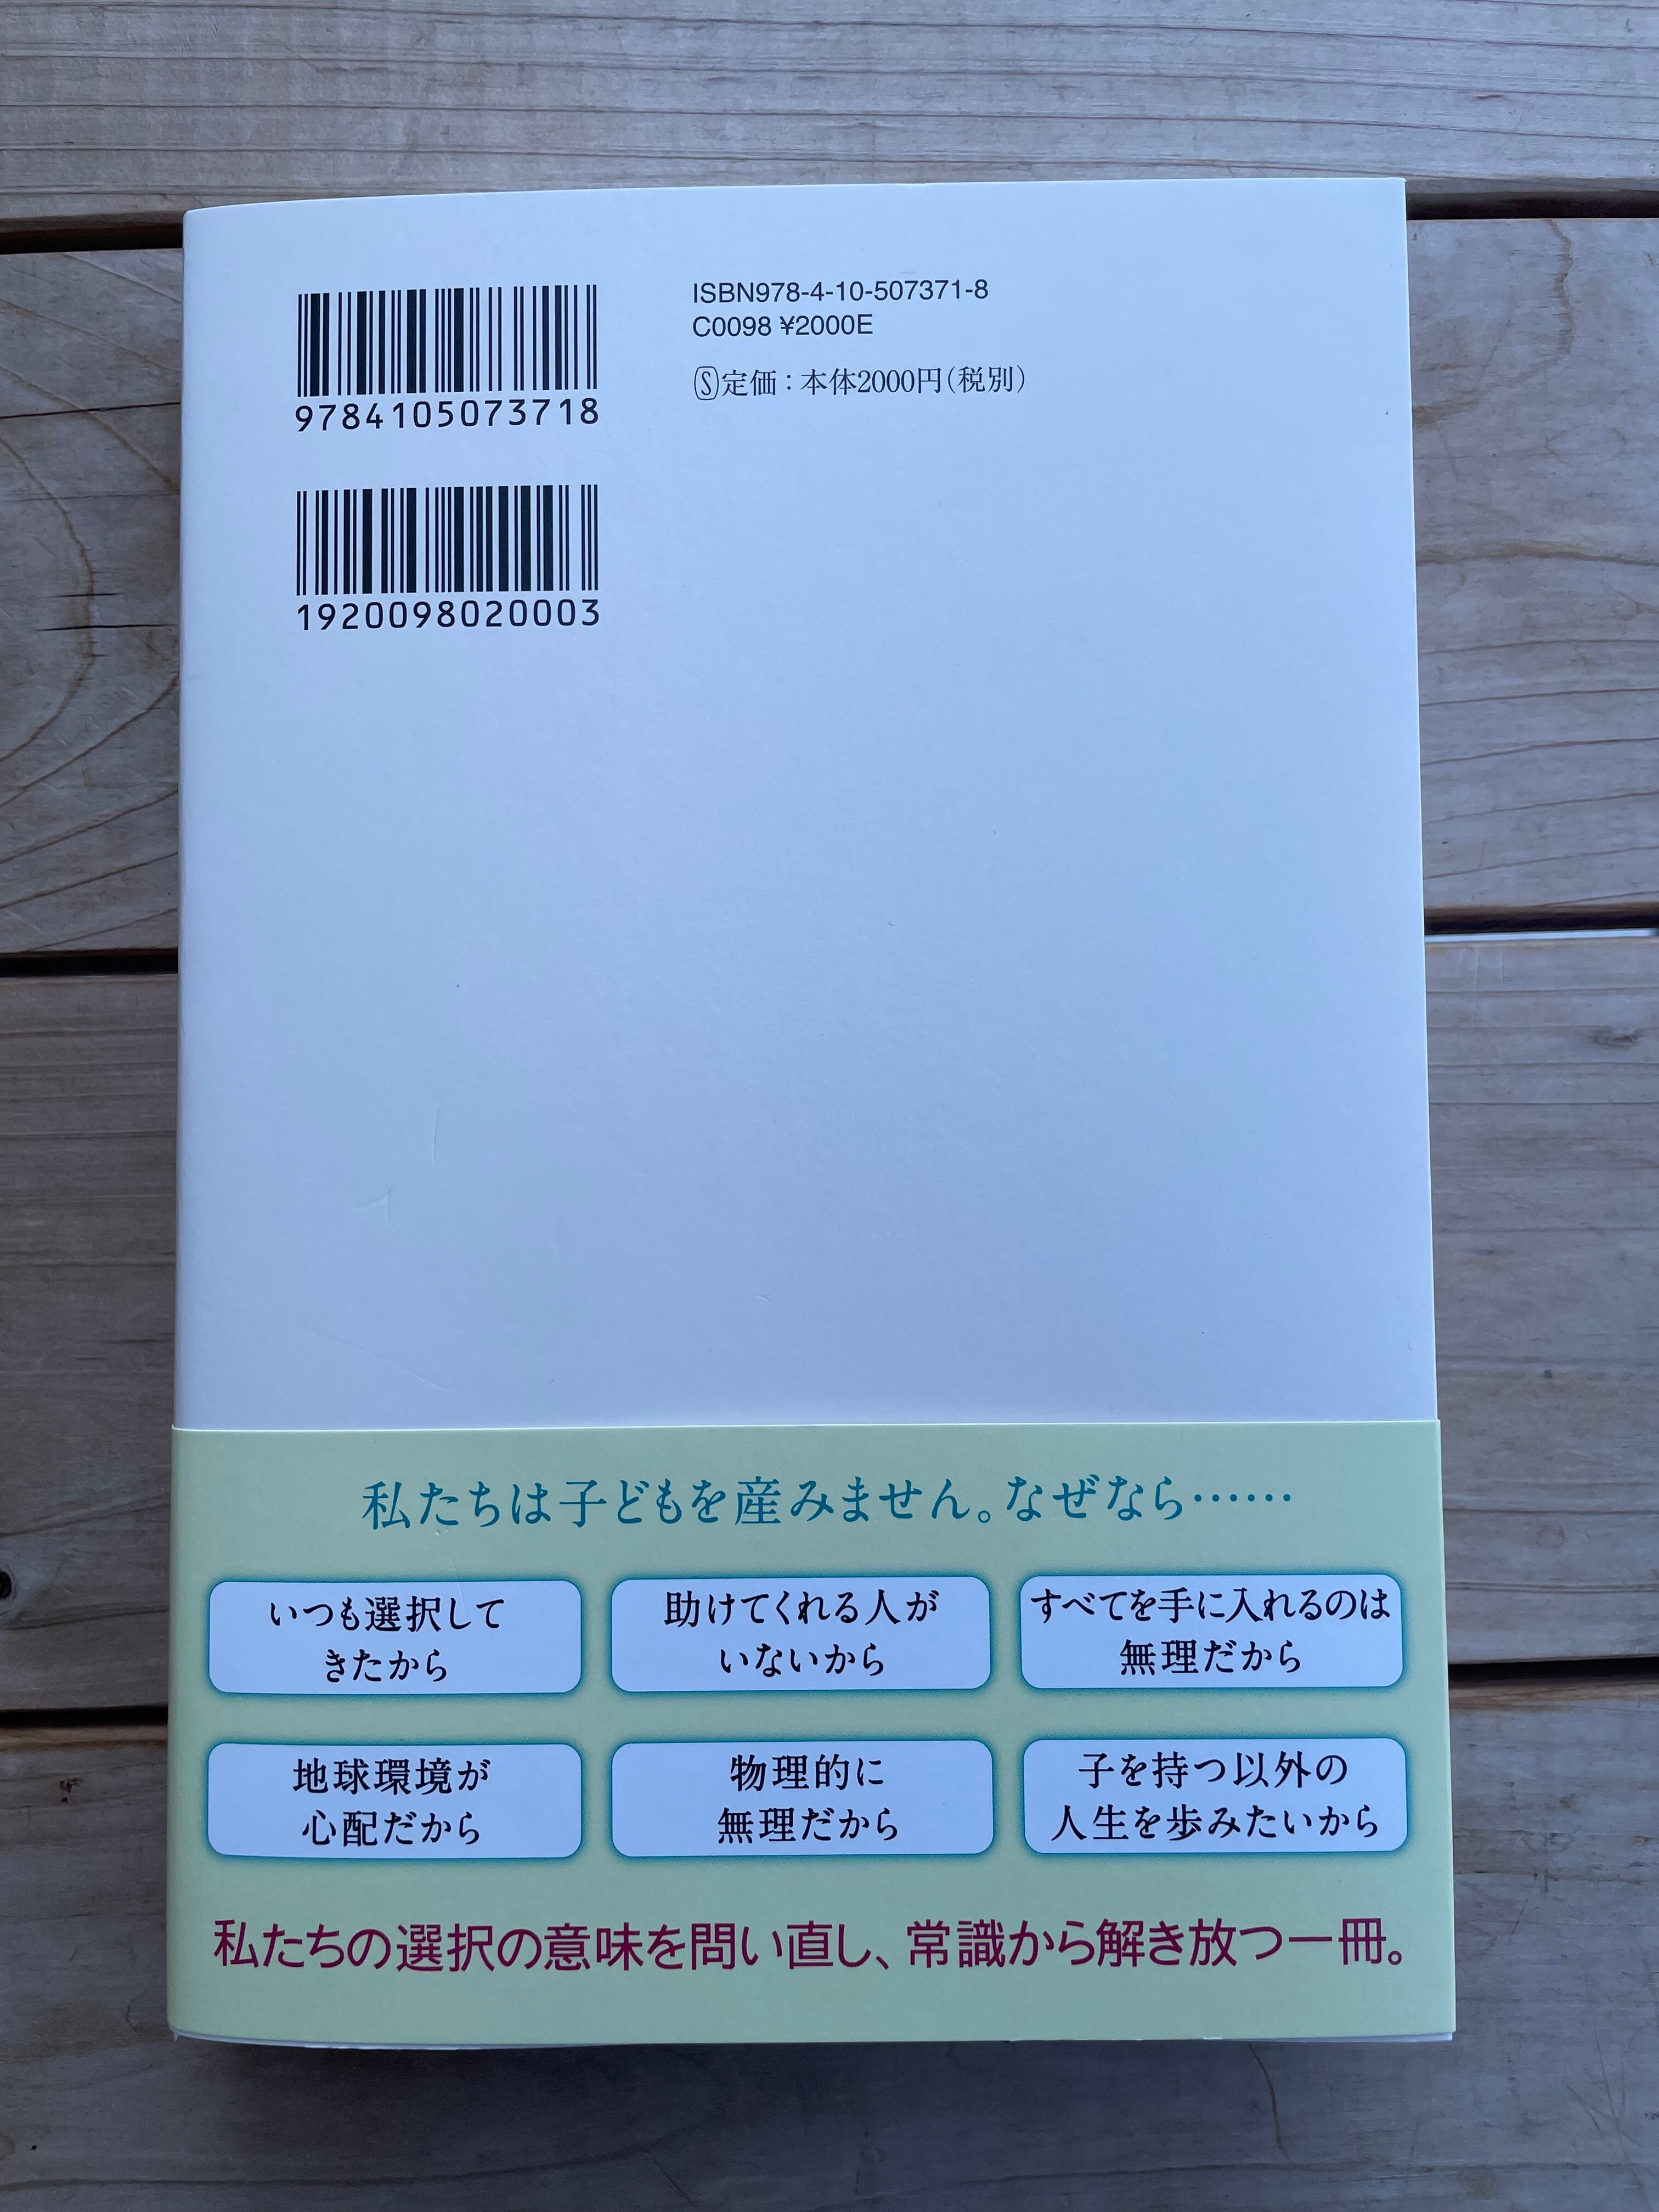 ISBN978-4-10-507371-8
C0098 ¥2000E
Ⓢ定価:本体2000円(税別)
9784105073718
1920098020003
私たちは子どもを産みません。なぜなら……
いつも選択して
きたから
助けてくれる人が
いないから
すべてを手に入れるのは
無理だから
地球環境が
心配だから
物理的に
無理だから
子を持つ以外の
人生を歩みたいから
私たちの選択の意味を問い直し、常識から解き放つ一冊。